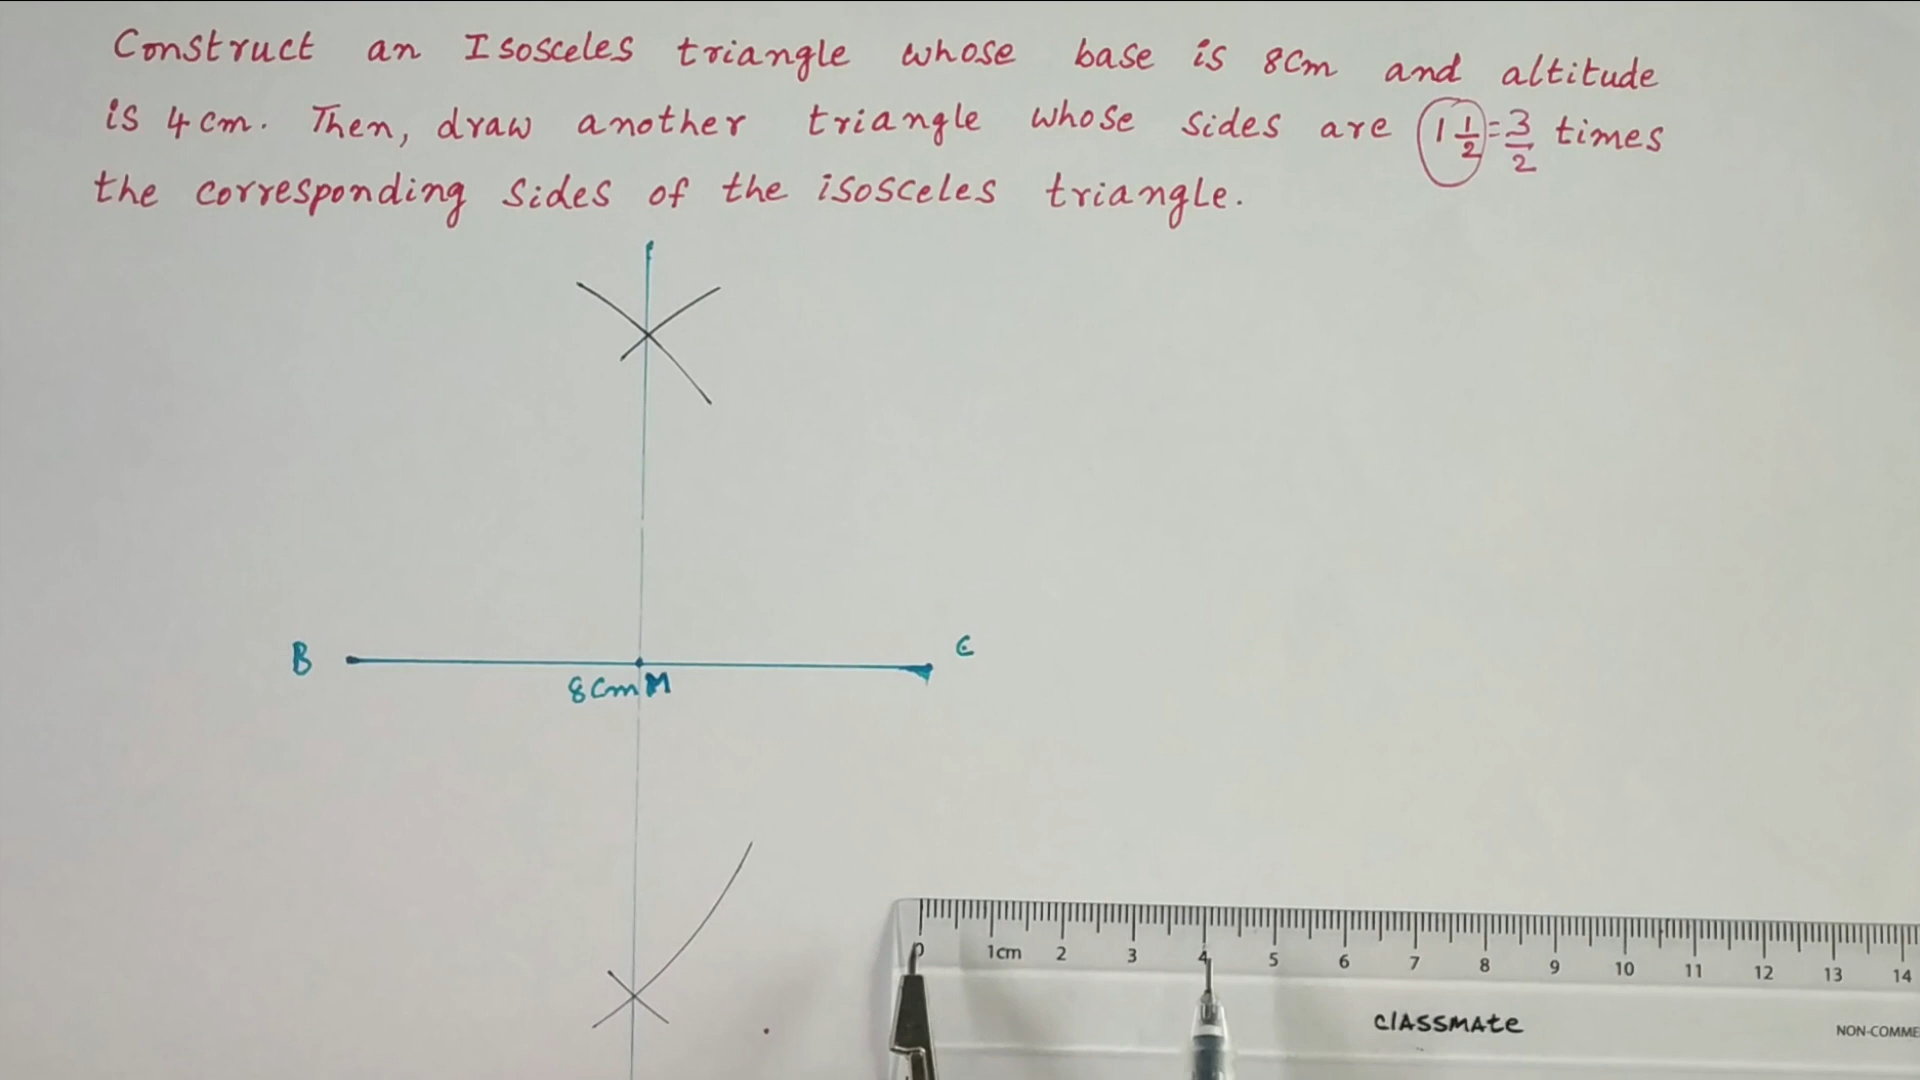 Construct an Isosceles triangle whose base is 8cm and altitude
is 4cm. Then, draw another triangle whose sides are 1 1/2 = 3/2 times
the corresponding sides of the isosceles triangle.
B C
8cm M
0 1cm 2 3 4 5 6 7 8 9 10 11 12 13 14
CLASSMATE
NON-COMME